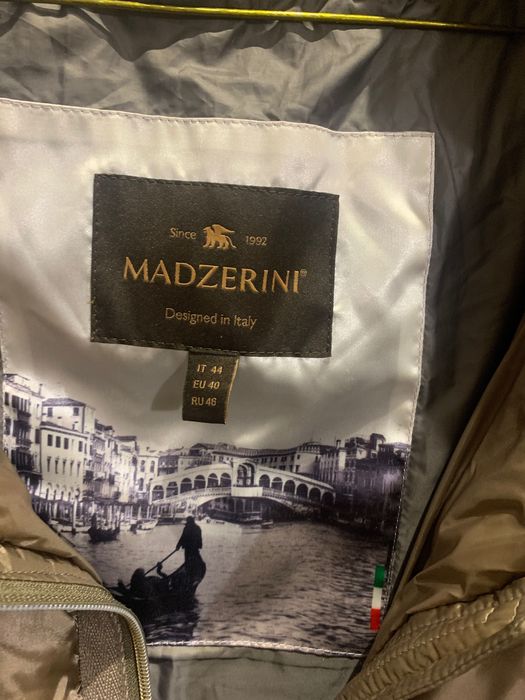 Since 1992
MADZERINI®
Designed in Italy
IT 44
EU 40
RU 46